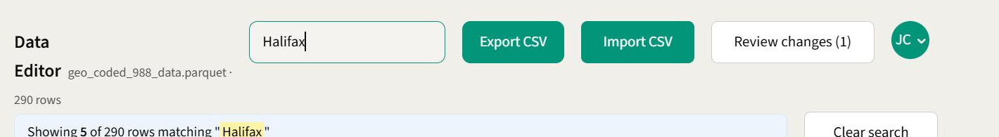 Data
Editor geo_coded_988_data.parquet ·
290 rows
Halifax
Export CSV
Import CSV
Review changes (1)
JC
Showing 5 of 290 rows matching "Halifax"
Clear search